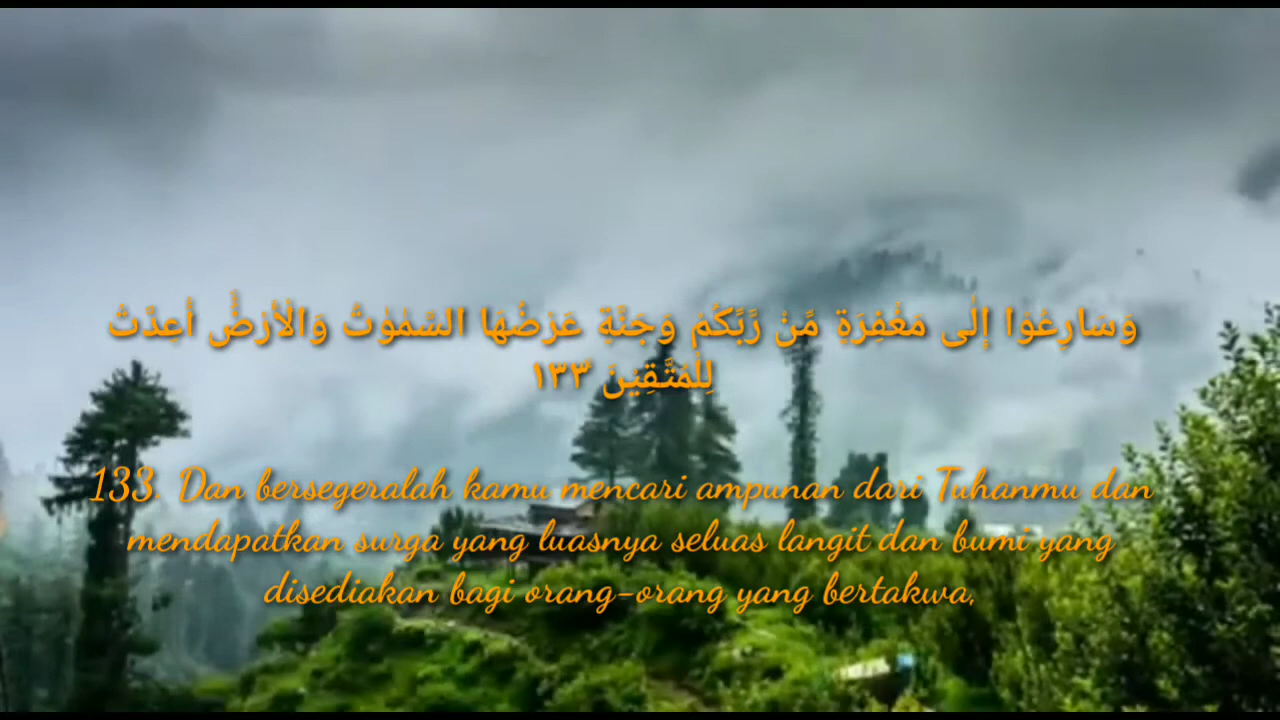 وَسَارِعُوْٓا اِلٰى مَغْفِرَةٍ مِّنْ رَّبِّكُمْ وَجَنَّةٍ عَرْضُهَا السَّمٰوٰتُ وَالْاَرْضُۙ اُعِدَّتْ
لِلْمُتَّقِيْنَۙ ١٣٣
133. Dan bersegeralah kamu mencari ampunan dari Tuhanmu dan
mendapatkan surga yang luasnya seluas langit dan bumi yang
disediakan bagi orang-orang yang bertakwa,